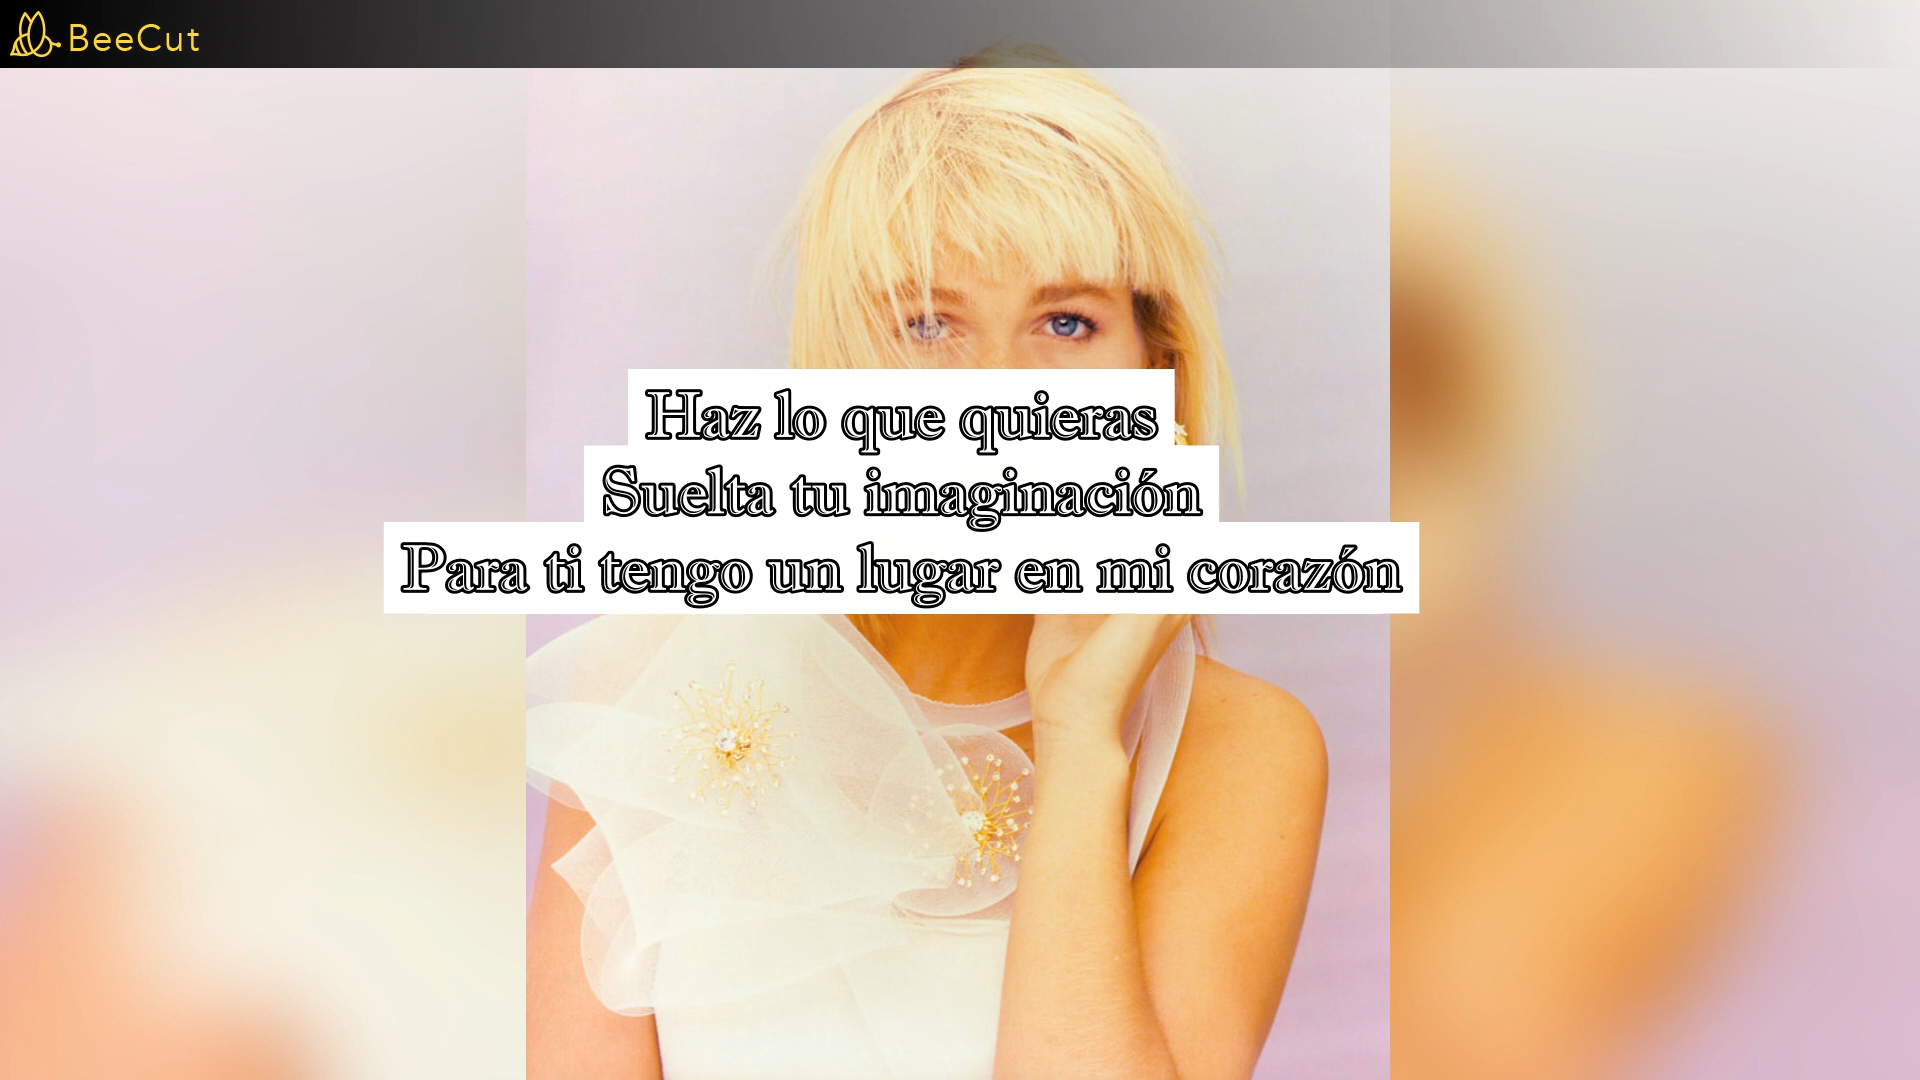 BeeCut
Haz lo que quieras
Suelta tu imaginación
Para ti tengo un lugar en mi corazón